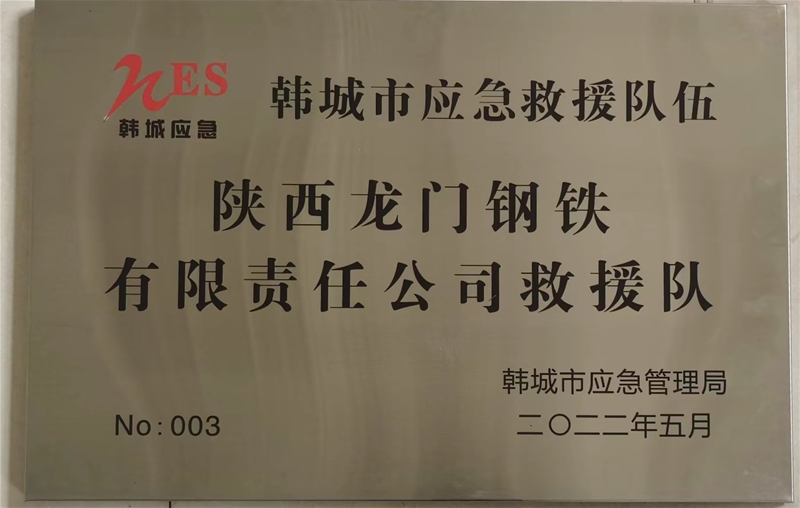 hES
韩城应急
韩城市应急救援队伍
陕西龙门钢铁
有限责任公司救援队
韩城市应急管理局
No:003
二〇二二年五月